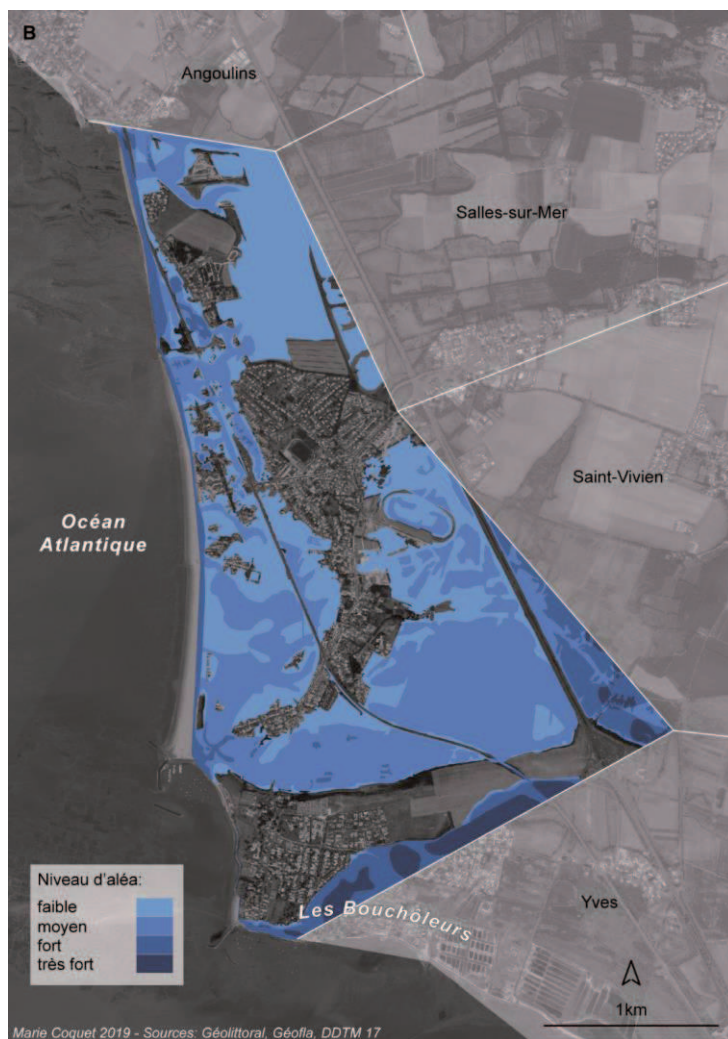 B
Angoulins
Salles-sur-Mer
Saint-Vivien
Océan
Atlantique
Niveau d'aléa:
faible
moyen
fort
très fort
Les Boucholeurs
Yves
1km
Marie Coquet 2019 - Sources: Géolittoral, Géofla, DDTM 17